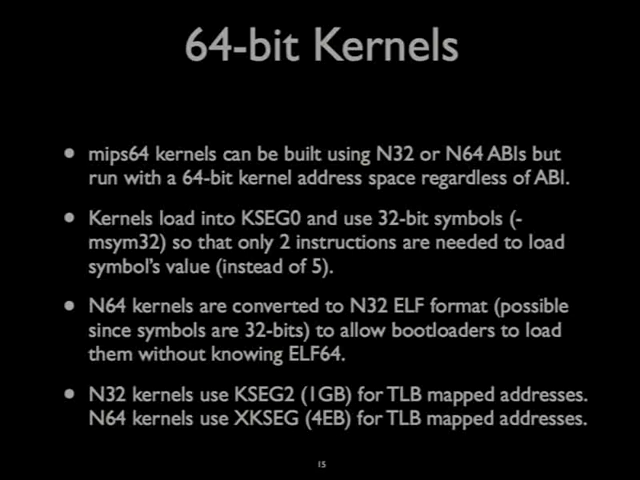 64-bit Kernels
• mips64 kernels can be built using N32 or N64 ABIs but
run with a 64-bit kernel address space regardless of ABI.
• Kernels load into KSEG0 and use 32-bit symbols (-
msym32) so that only 2 instructions are needed to load
symbol's value (instead of 5).
• N64 kernels are converted to N32 ELF format (possible
since symbols are 32-bits) to allow bootloaders to load
them without knowing ELF64.
• N32 kernels use KSEG2 (1GB) for TLB mapped addresses.
N64 kernels use XKSEG (4EB) for TLB mapped addresses.
15